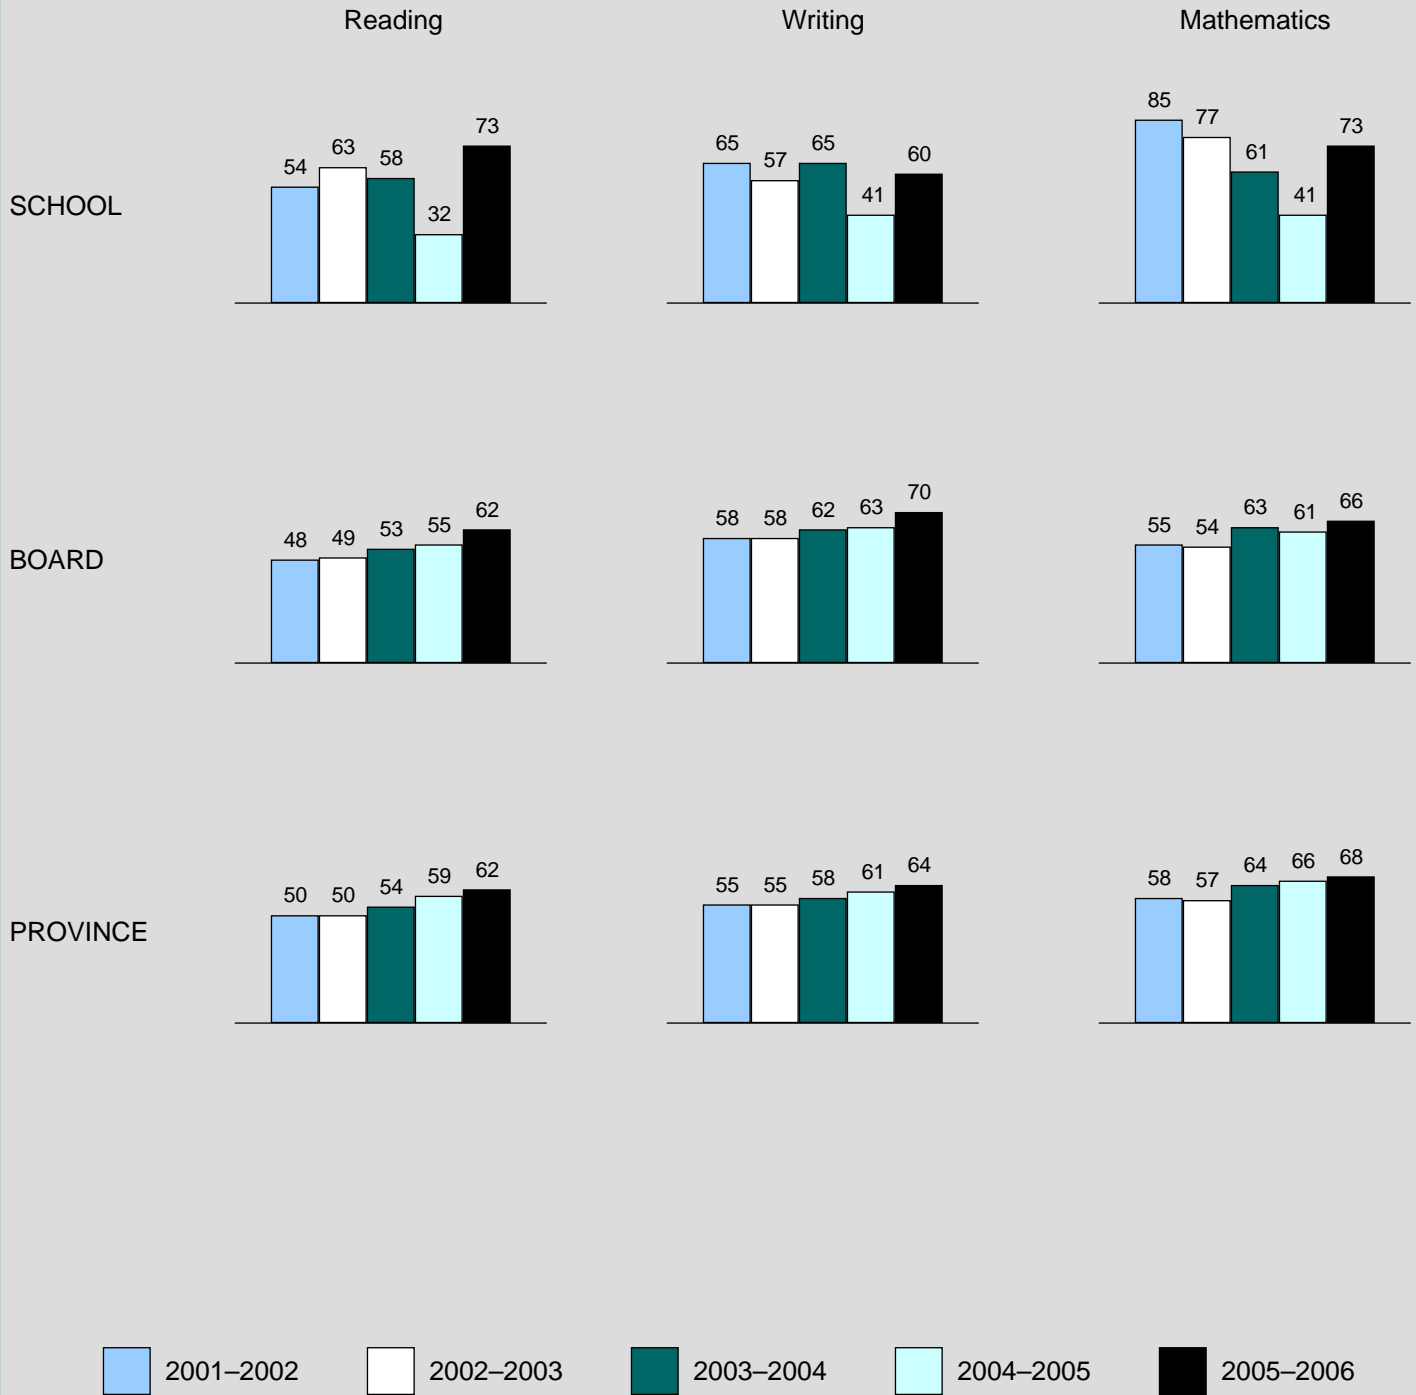 Reading Writing Mathematics
SCHOOL
54 63 58 32 73
65 57 65 41 60
85 77 61 41 73
BOARD
48 49 53 55 62
58 58 62 63 70
55 54 63 61 66
PROVINCE
50 50 54 59 62
55 55 58 61 64
58 57 64 66 68
2001–2002 2002–2003 2003–2004 2004–2005 2005–2006